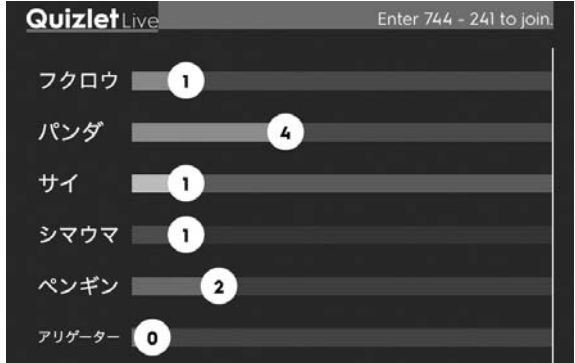 Quizlet Live Enter 744 - 241 to join.
フクロウ 1
パンダ 4
サイ 1
シマウマ 1
ペンギン 2
アリゲーター 0